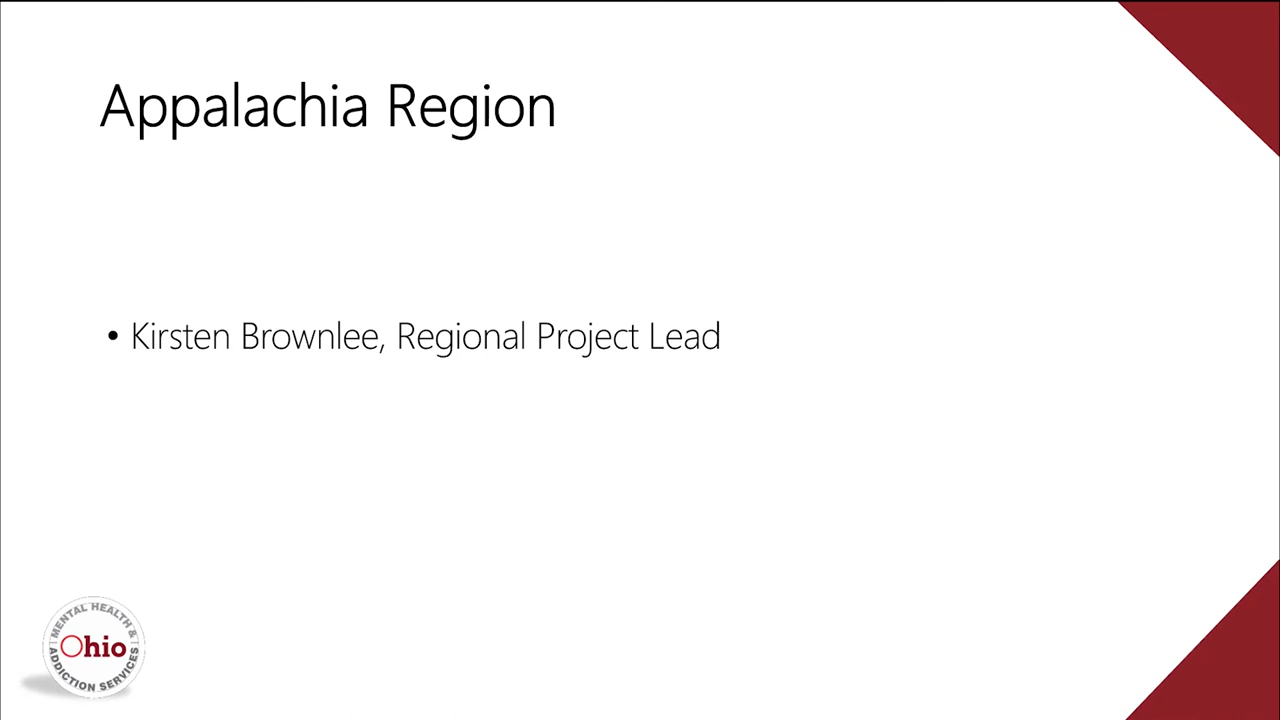 Appalachia Region
• Kirsten Brownlee, Regional Project Lead
MENTAL HEALTH &
Ohio
ADDICTION SERVICES